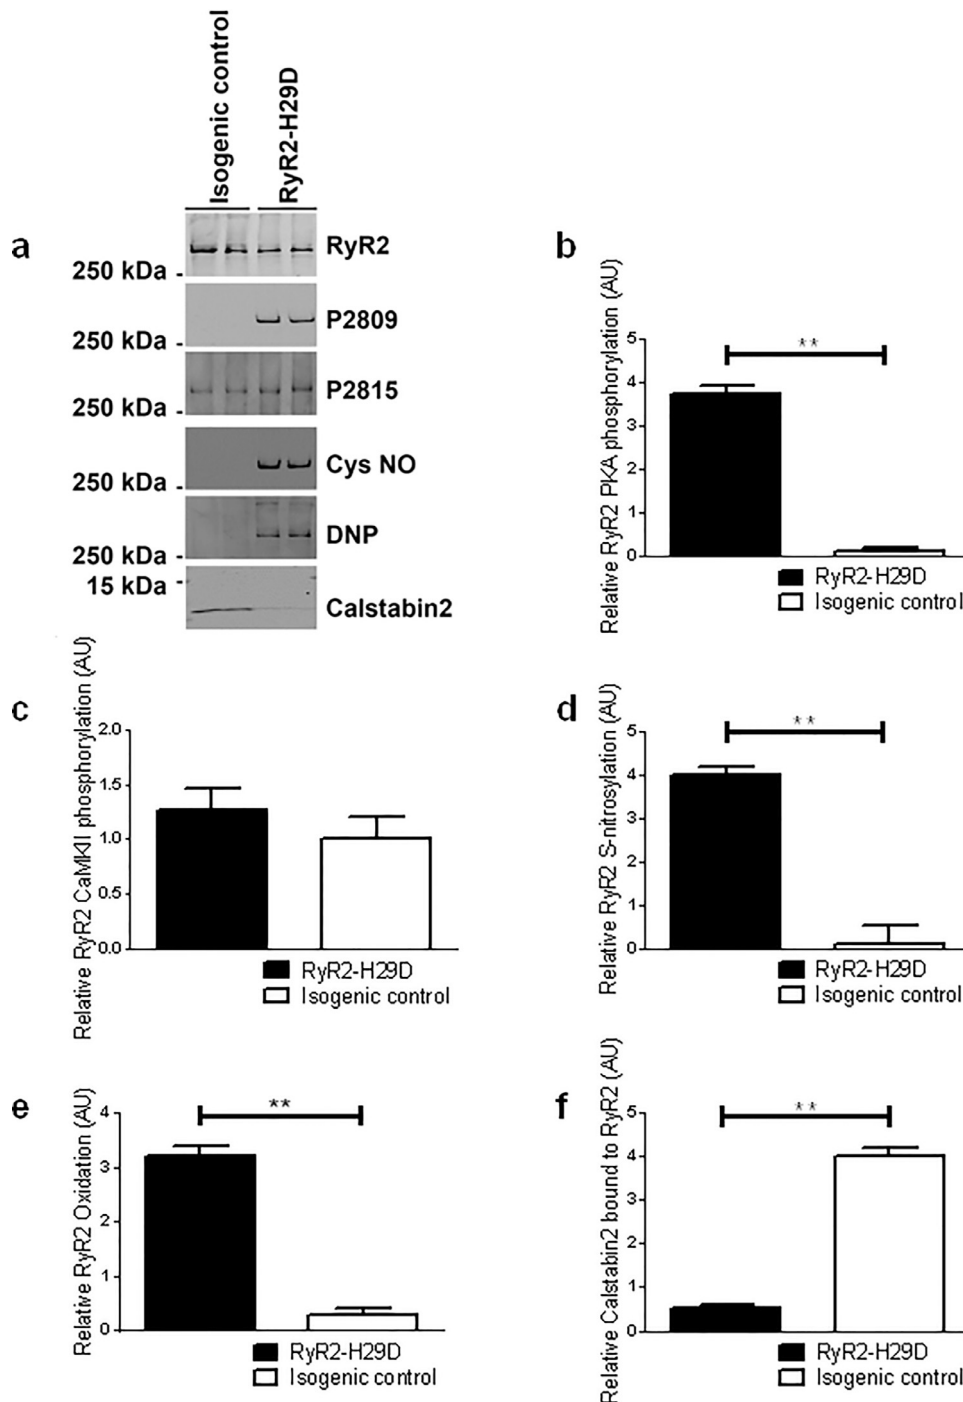 Isogenic control
RyR2-H29D
a
RyR2
250 kDa
P2809
250 kDa
P2815
250 kDa
Cys NO
250 kDa
DNP
250 kDa
15 kDa
Calstabin2
b
Relative RyR2 PKA phosphorylation (AU)
5
4
3
2
1
0
**
RyR2-H29D
Isogenic control
c
Relative RyR2 CaMKII phosphorylation (AU)
2.0
1.5
1.0
0.5
0.0
RyR2-H29D
Isogenic control
d
Relative RyR2 S-nitrosylation (AU)
5
4
3
2
1
0
**
RyR2-H29D
Isogenic control
e
Relative RyR2 Oxidation (AU)
4
3
2
1
0
**
RyR2-H29D
Isogenic control
f
Relative Calstabin2 bound to RyR2 (AU)
5
4
3
2
1
0
**
RyR2-H29D
Isogenic control